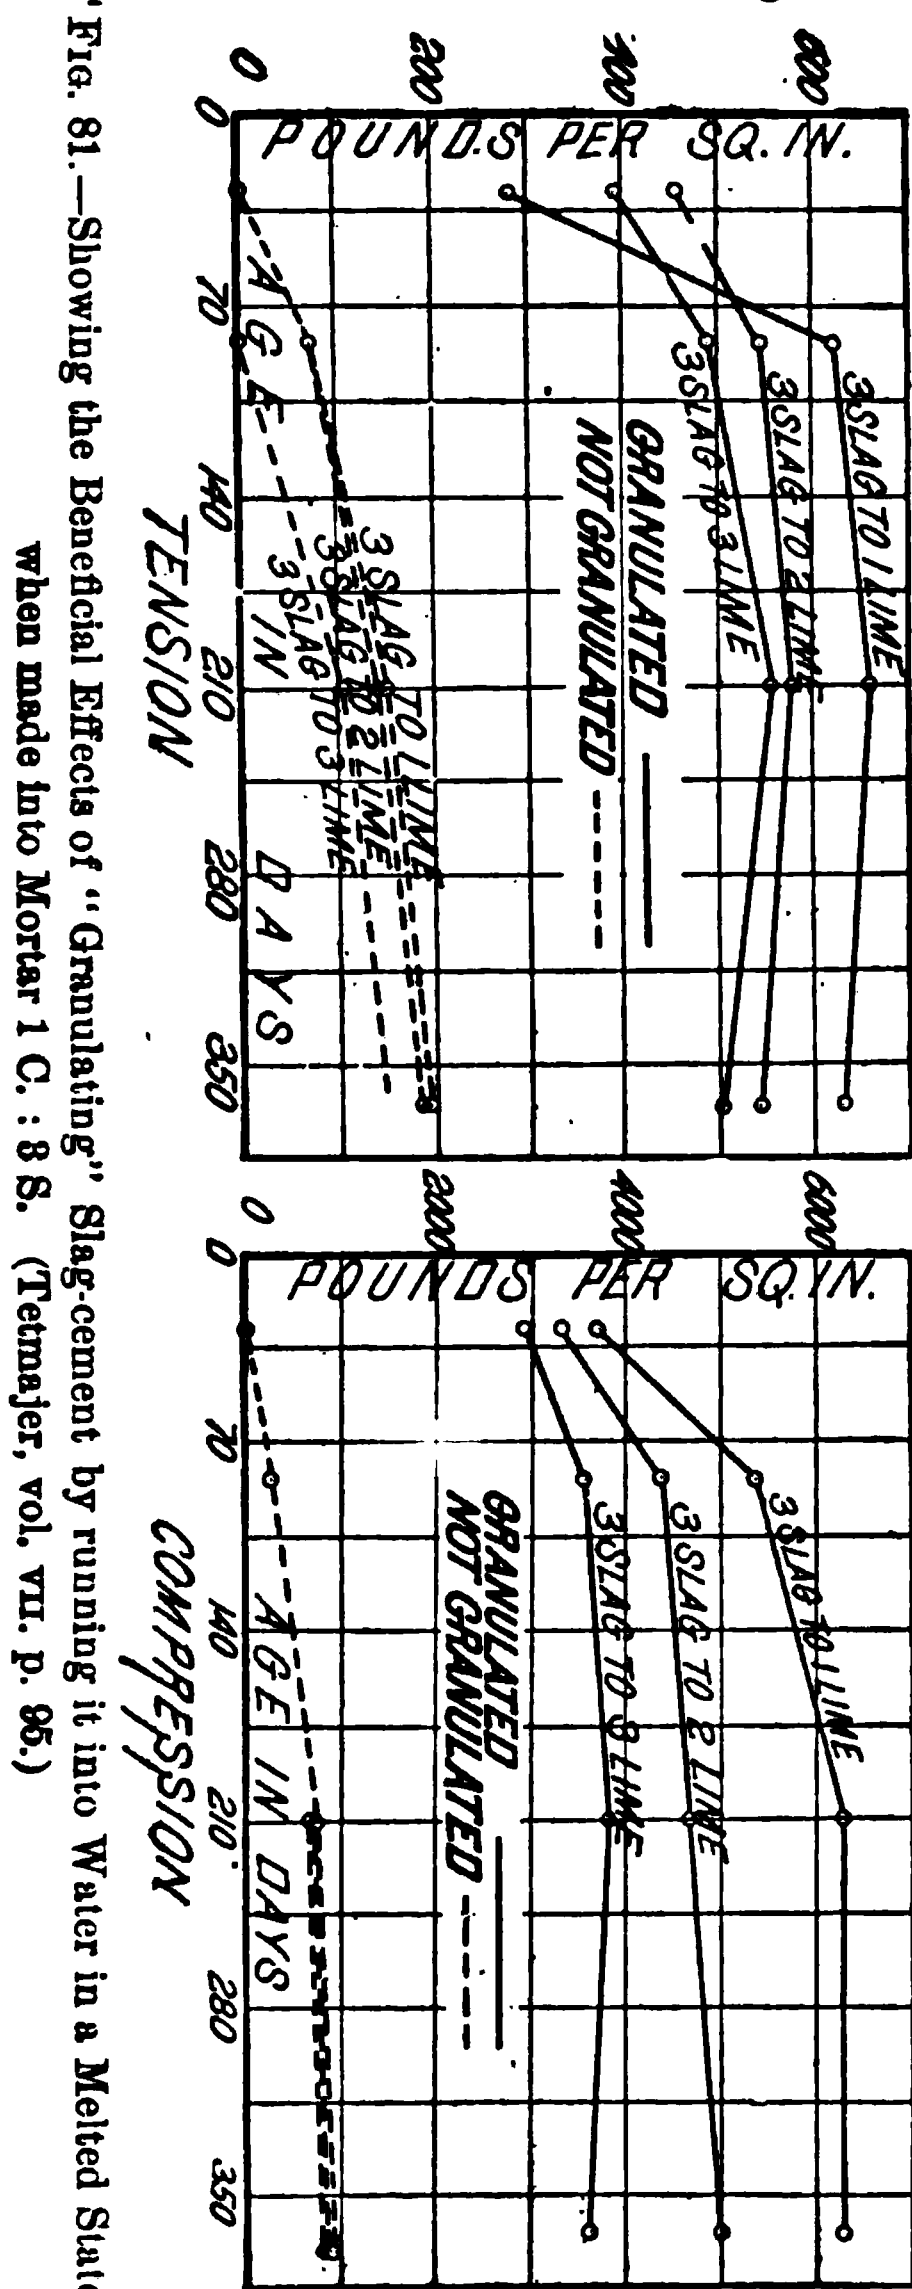 600
400
200
0
POUNDS PER SQ. IN.
3 SLAG TO 1 LIME
3 SLAG TO 2 LIME
3 SLAG TO 3 LIME
GRANULATED
NOT GRANULATED
3 SLAG TO 1 LIME
3 SLAG TO 2 LIME
3 SLAG TO 3 LIME
AGE IN DAYS
0 70 140 210 280 350
TENSION
6000
4000
2000
0
POUNDS PER SQ. IN.
3 SLAG TO 1 LIME
3 SLAG TO 2 LIME
3 SLAG TO 3 LIME
GRANULATED
NOT GRANULATED
AGE IN DAYS
0 70 140 210 280 350
COMPRESSION
FIG. 81.—Showing the Beneficial Effects of “Granulating” Slag-cement by running it into Water in a Melted State
when made into Mortar 1 C. : 3 S. (Tetmajer, vol. VII. p. 95.)